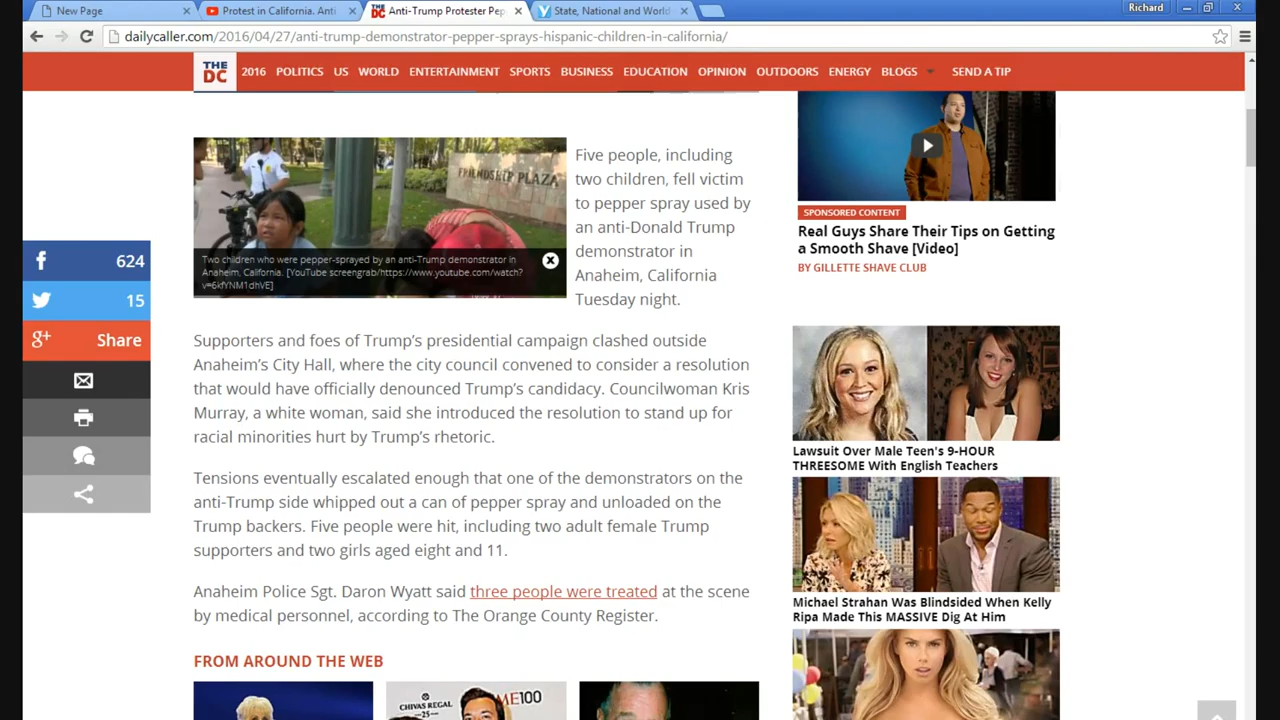 New Page
Protest in California. Anti
Anti-Trump Protester Pep
State, National and World
Richard
dailycaller.com/2016/04/27/anti-trump-demonstrator-pepper-sprays-hispanic-children-in-california/
THE DC
2016 POLITICS US WORLD ENTERTAINMENT SPORTS BUSINESS EDUCATION OPINION OUTDOORS ENERGY BLOGS SEND A TIP
FRIENDSHIP PLAZA
Two children who were pepper-sprayed by an anti-Trump demonstrator in
Anaheim, California. [YouTube screengrab/https://www.youtube.com/watch?
v=6kfYNM1dhVE]
Five people, including
two children, fell victim
to pepper spray used by
an anti-Donald Trump
demonstrator in
Anaheim, California
Tuesday night.
624
15
Share
Supporters and foes of Trump’s presidential campaign clashed outside
Anaheim’s City Hall, where the city council convened to consider a resolution
that would have officially denounced Trump’s candidacy. Councilwoman Kris
Murray, a white woman, said she introduced the resolution to stand up for
racial minorities hurt by Trump’s rhetoric.
Tensions eventually escalated enough that one of the demonstrators on the
anti-Trump side whipped out a can of pepper spray and unloaded on the
Trump backers. Five people were hit, including two adult female Trump
supporters and two girls aged eight and 11.
Anaheim Police Sgt. Daron Wyatt said three people were treated at the scene
by medical personnel, according to The Orange County Register.
FROM AROUND THE WEB
CHIVAS REGAL
25
ME100
SPONSORED CONTENT
Real Guys Share Their Tips on Getting
a Smooth Shave [Video]
BY GILLETTE SHAVE CLUB
Lawsuit Over Male Teen's 9-HOUR
THREESOME With English Teachers
Michael Strahan Was Blindsided When Kelly
Ripa Made This MASSIVE Dig At Him